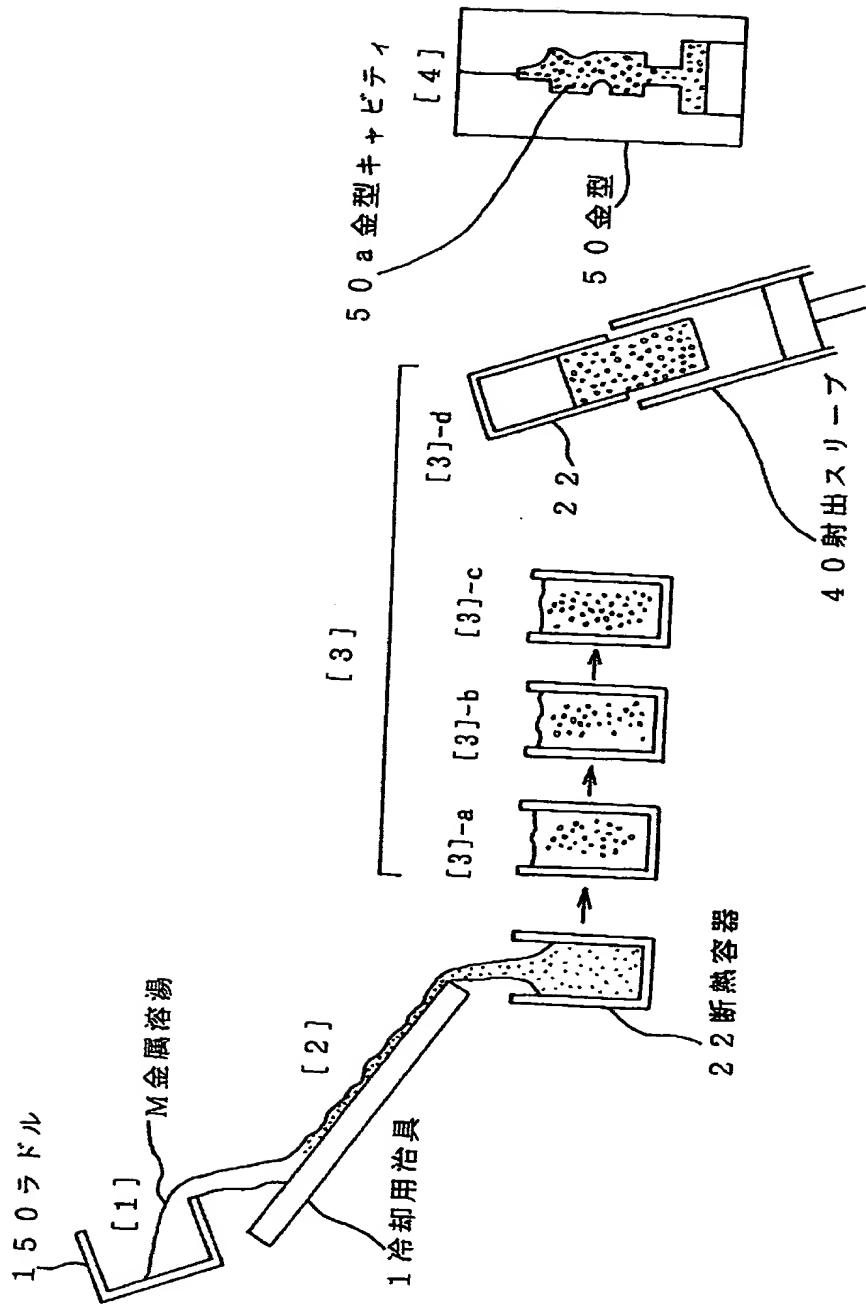 150ラドル
[1]
M金属溶湯
1冷却用治具
[2]
22断熱容器
[3]
[3]-a
[3]-b
[3]-c
[3]-d
22
40射出スリーブ
50a金型キャビティ
[4]
50金型